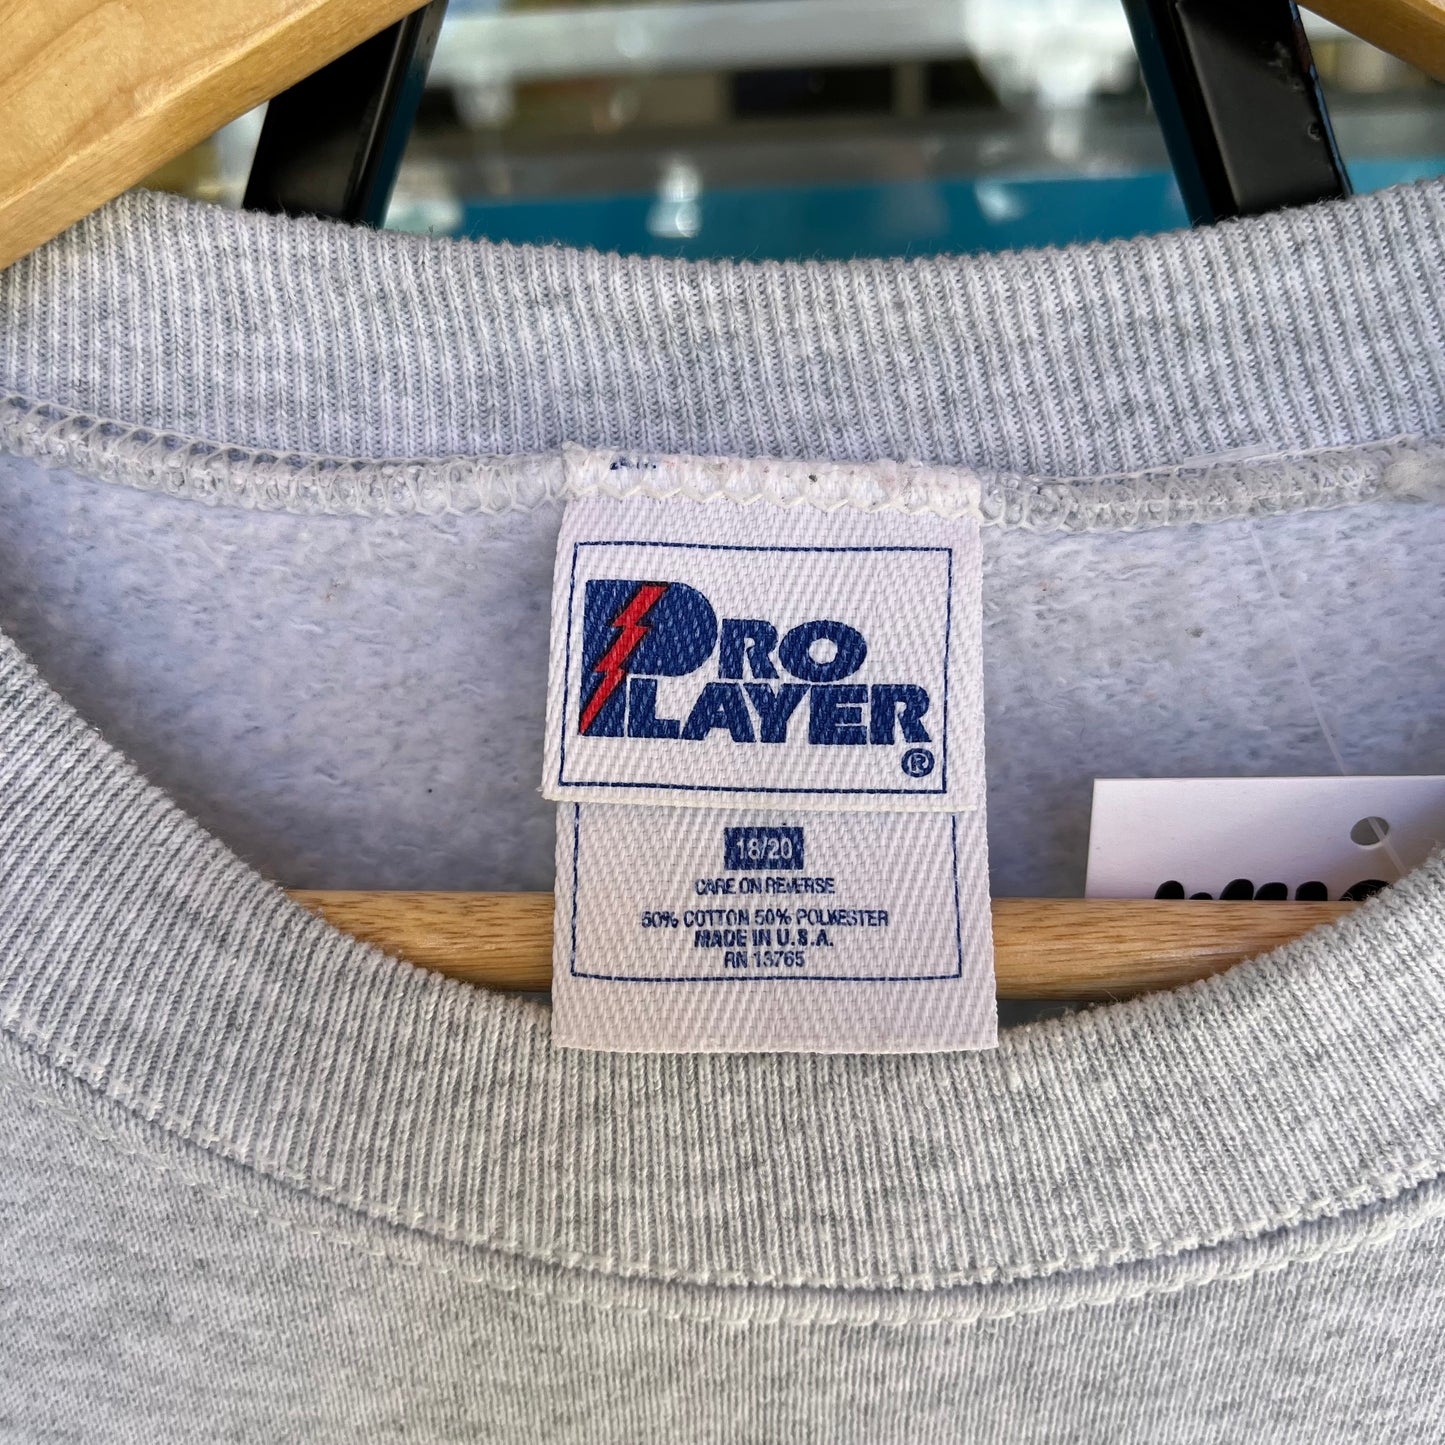 PRO
PLAYER
®
18/20
CARE ON REVERSE
50% COTTON 50% POLYESTER
MADE IN U.S.A.
RN 13765